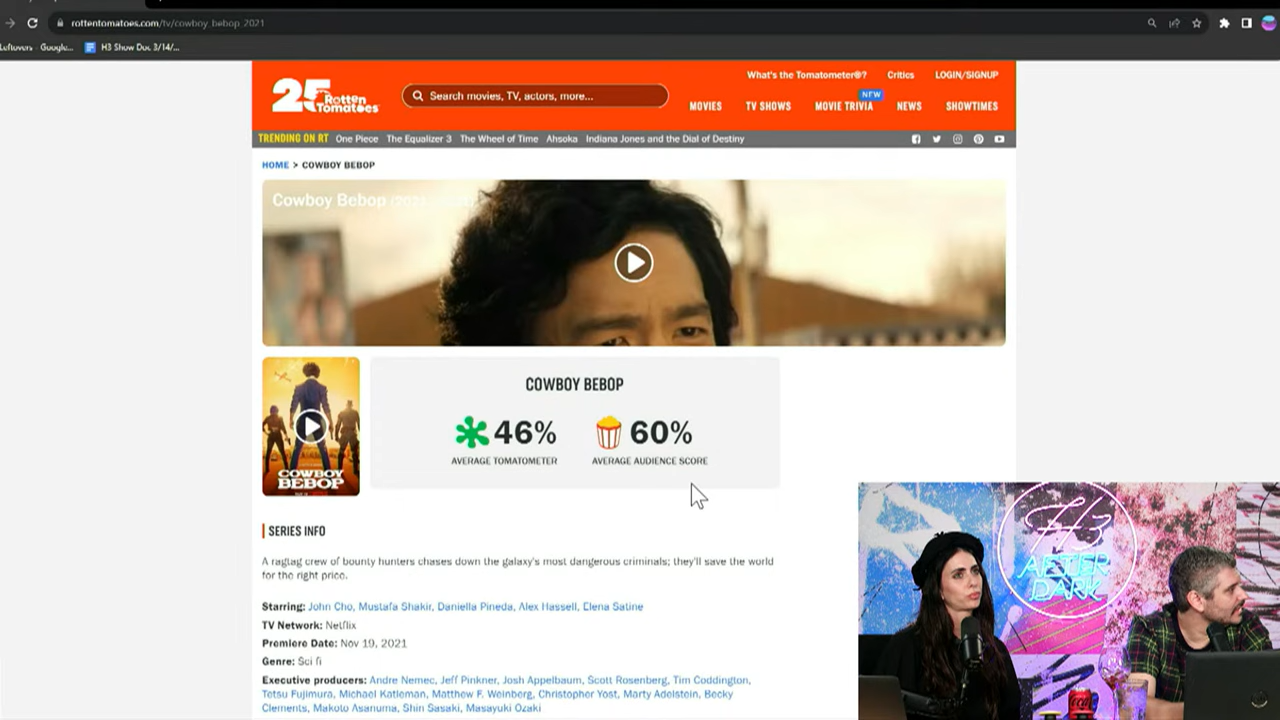 rottentomatoes.com/tv/cowboy_bebop_2021
Leftovers - Google...
H3 Show Doc 3/14/...
What's the Tomatometer®?
Critics
LOGIN/SIGNUP
25 Rotten Tomatoes
Search movies, TV, actors, more...
MOVIES
TV SHOWS
MOVIE TRIVIA
NEW
NEWS
SHOWTIMES
TRENDING ON RT One Piece The Equalizer 3 The Wheel of Time Ahsoka Indiana Jones and the Dial of Destiny
HOME > COWBOY BEBOP
Cowboy Bebop
COWBOY BEBOP
46%
60%
AVERAGE TOMATOMETER
AVERAGE AUDIENCE SCORE
COWBOY
BEBOP
SERIES INFO
A ragtag crew of bounty hunters chases down the galaxy's most dangerous criminals; they'll save the world
for the right price.
Starring: John Cho, Mustafa Shakir, Daniella Pineda, Alex Hassell, Elena Satine
TV Network: Netflix
Premiere Date: Nov 19, 2021
Genre: Sci fi
Executive producers: Andre Nemec, Jeff Pinkner, Josh Appelbaum, Scott Rosenberg, Tim Coddington,
Tetsu Fujimura, Michael Katleman, Matthew F. Weinberg, Christopher Yost, Marty Adelstein, Becky
Clements, Makoto Asanuma, Shin Sasaki, Masayuki Ozaki
H3
AFTER
DARK